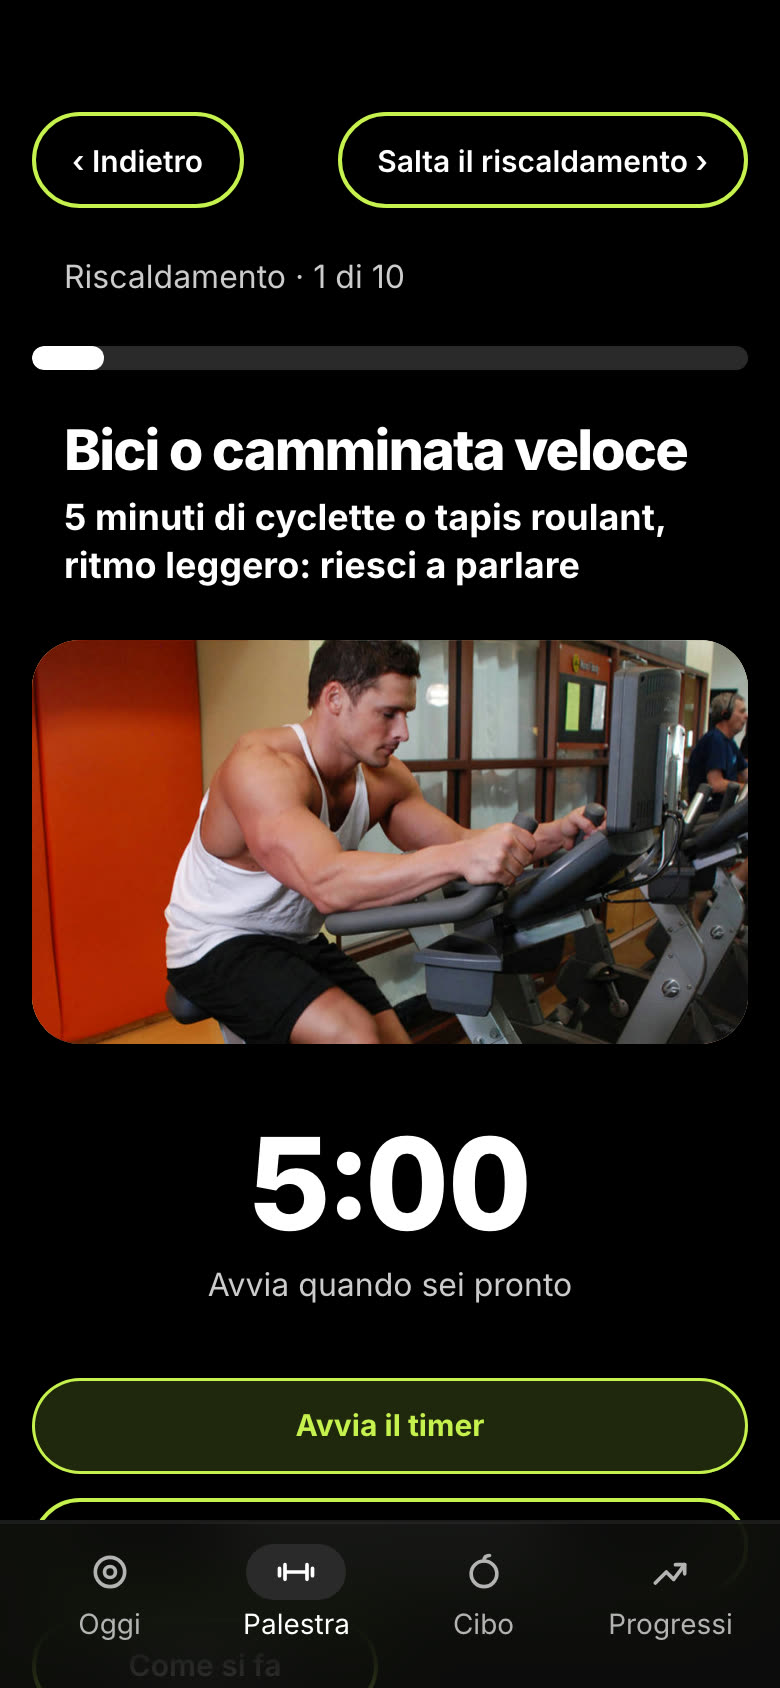 ‹ Indietro
Salta il riscaldamento ›
Riscaldamento · 1 di 10
Bici o camminata veloce
5 minuti di cyclette o tapis roulant,
ritmo leggero: riesci a parlare
5:00
Avvia quando sei pronto
Avvia il timer
Come si fa
Oggi
Palestra
Cibo
Progressi